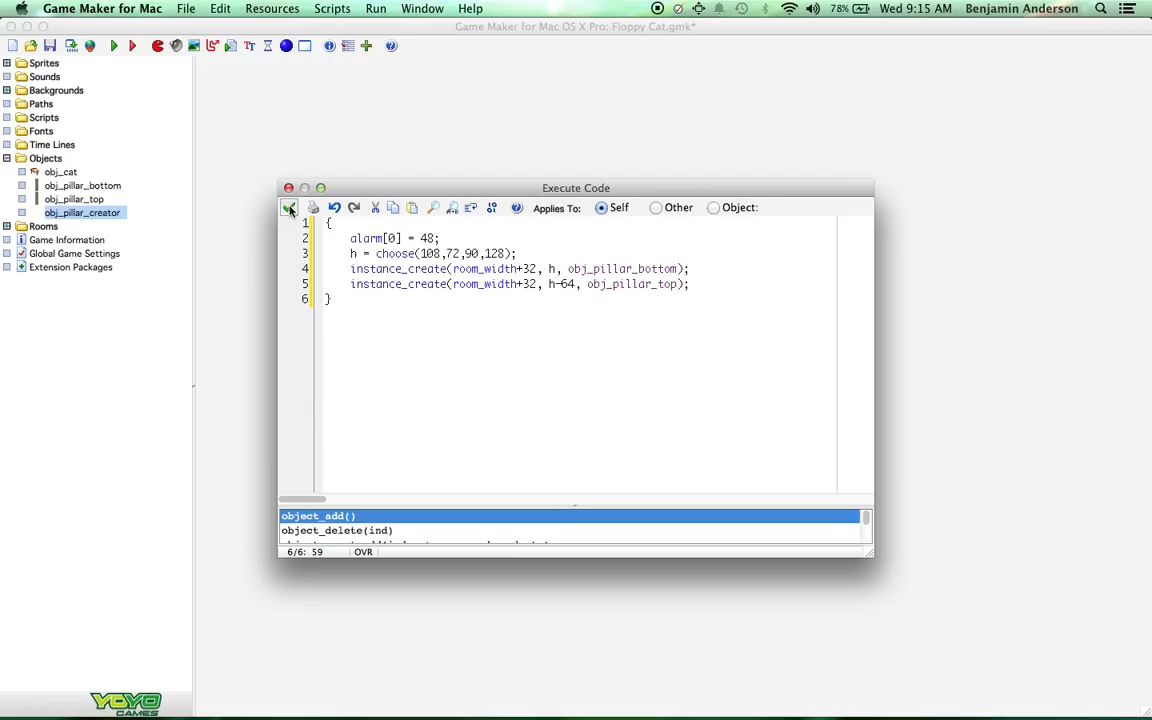 Game Maker for Mac File Edit Resources Scripts Run Window Help 78% Wed 9:15 AM Benjamin Anderson
Game Maker for Mac OS X Pro: Floppy Cat.gmk*
Sprites
Sounds
Backgrounds
Paths
Scripts
Fonts
Time Lines
Objects
obj_cat
obj_pillar_bottom
obj_pillar_top
obj_pillar_creator
Rooms
Game Information
Global Game Settings
Extension Packages
Execute Code
Applies To: Self Other Object:
1 {
2 alarm[0] = 48;
3 h = choose(108,72,90,128);
4 instance_create(room_width+32, h, obj_pillar_bottom);
5 instance_create(room_width+32, h-64, obj_pillar_top);
6 }
object_add()
object_delete(ind)
6/6: 59 OVR
YOYO
GAMES